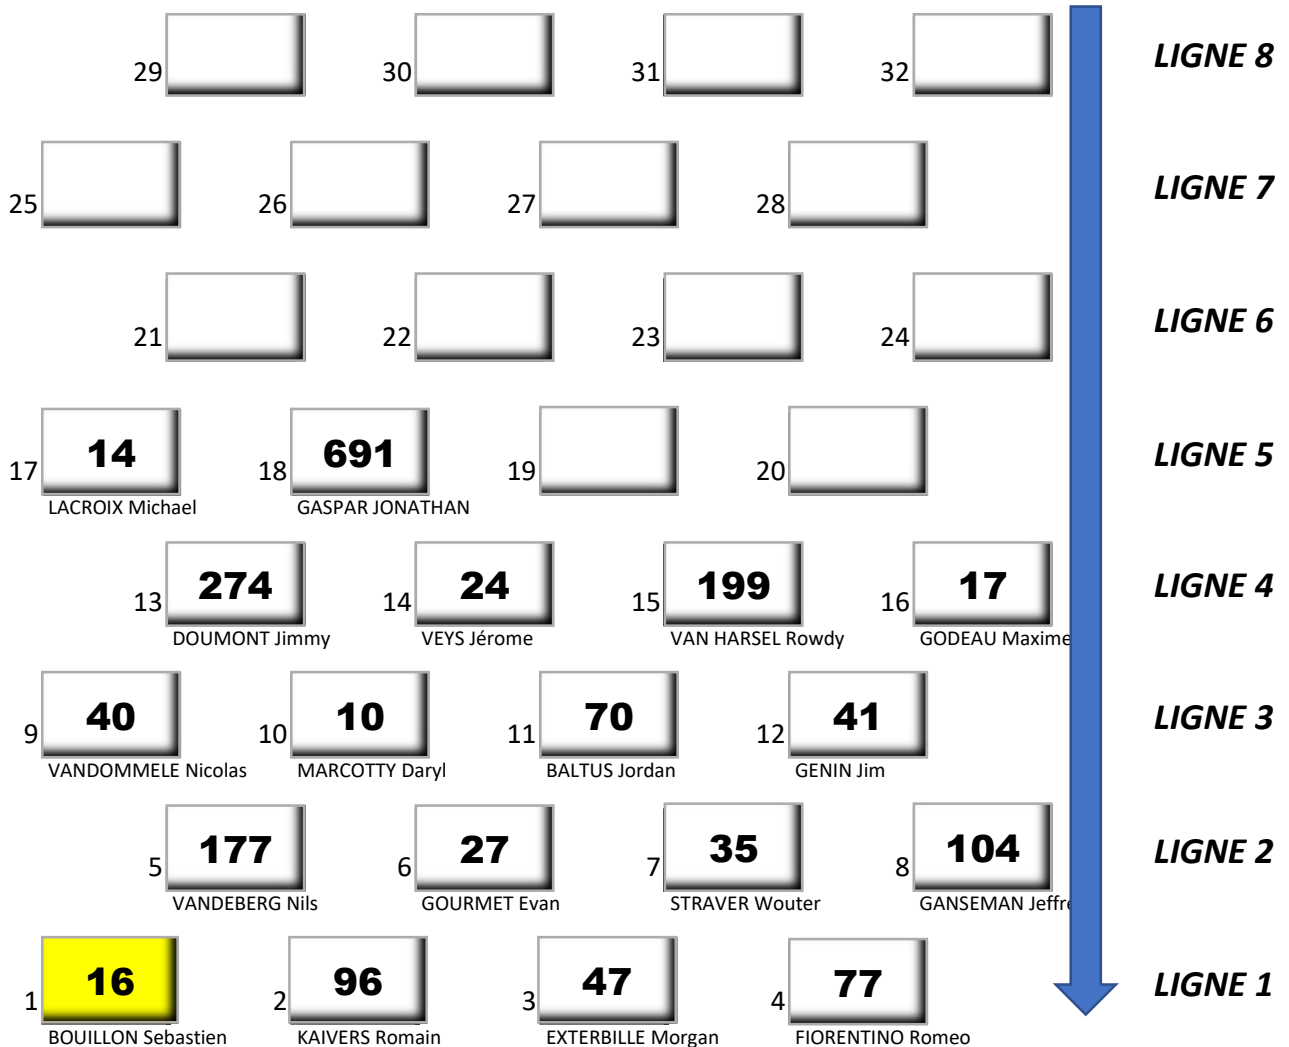 29 30 31 32 LIGNE 8
25 26 27 28 LIGNE 7
21 22 23 24 LIGNE 6
17 14 18 691 19 20 LIGNE 5
LACROIX Michael GASPAR JONATHAN
13 274 14 24 15 199 16 17 LIGNE 4
DOUMONT Jimmy VEYS Jérome VAN HARSEL Rowdy GODEAU Maxime
9 40 10 10 11 70 12 41 LIGNE 3
VANDOMMELE Nicolas MARCOTTY Daryl BALTUS Jordan GENIN Jim
5 177 6 27 7 35 8 104 LIGNE 2
VANDEBERG Nils GOURMET Evan STRAVER Wouter GANSEMAN Jeffre
1 16 2 96 3 47 4 77 LIGNE 1
BOUILLON Sebastien KAIVERS Romain EXTERBILLE Morgan FIORENTINO Romeo